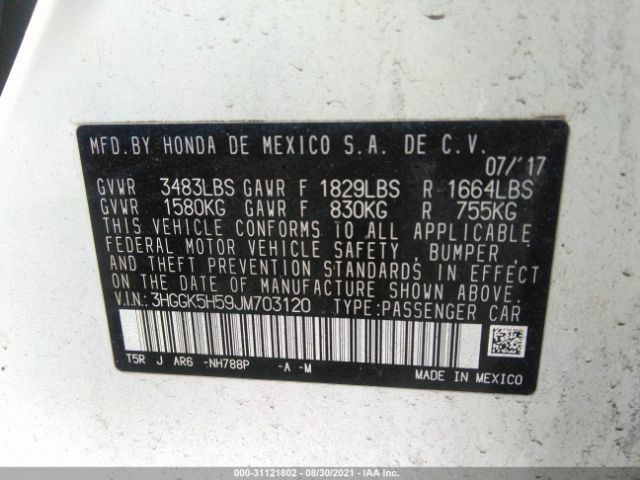 MFD.BY HONDA DE MEXICO S.A. DE C.V.
07/'17
GVWR 3483LBS GAWR F 1829LBS R 1664LBS
GVWR 1580KG GAWR F 830KG R 755KG
THIS VEHICLE CONFORMS TO ALL APPLICABLE
FEDERAL MOTOR VEHICLE SAFETY , BUMPER ,
AND THEFT PREVENTION STANDARDS IN EFFECT
ON THE DATE OF MANUFACTURE SHOWN ABOVE.
V.I.N.: 3HGGK5H59JM703120 TYPE:PASSENGER CAR
T5R J AR6 -NH788P -A -M
MADE IN MEXICO
000-31121802 - 08/30/2021 - IAA Inc.